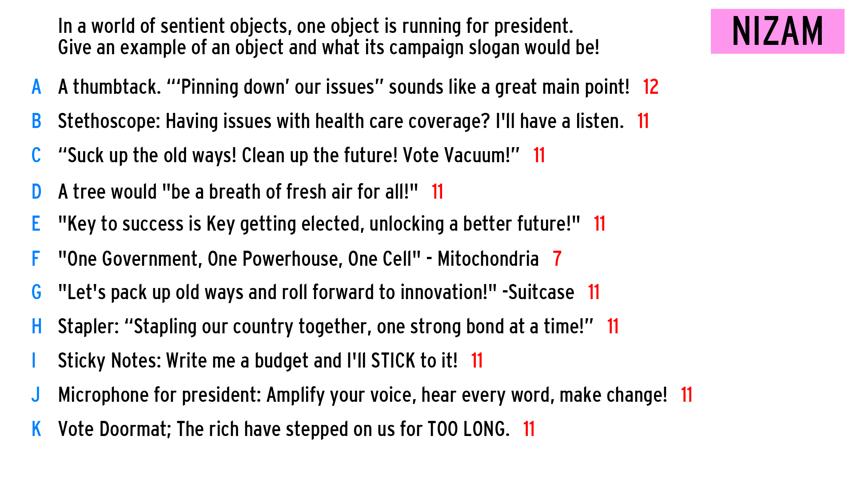 In a world of sentient objects, one object is running for president.
Give an example of an object and what its campaign slogan would be!
NIZAM
A A thumbtack. “‘Pinning down’ our issues” sounds like a great main point! 12
B Stethoscope: Having issues with health care coverage? I'll have a listen. 11
C “Suck up the old ways! Clean up the future! Vote Vacuum!” 11
D A tree would "be a breath of fresh air for all!" 11
E "Key to success is Key getting elected, unlocking a better future!" 11
F "One Government, One Powerhouse, One Cell" - Mitochondria 7
G "Let's pack up old ways and roll forward to innovation!" -Suitcase 11
H Stapler: “Stapling our country together, one strong bond at a time!” 11
I Sticky Notes: Write me a budget and I'll STICK to it! 11
J Microphone for president: Amplify your voice, hear every word, make change! 11
K Vote Doormat; The rich have stepped on us for TOO LONG. 11